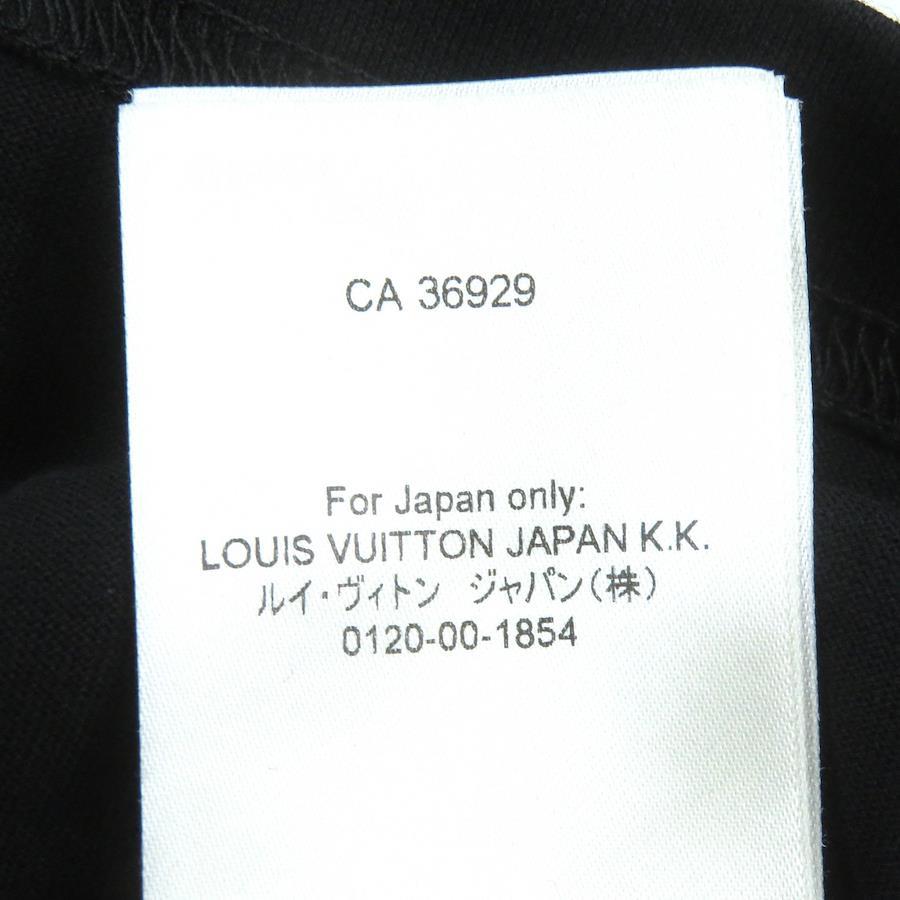 CA 36929
For Japan only:
LOUIS VUITTON JAPAN K.K.
ルイ・ヴィトン ジャパン(株)
0120-00-1854